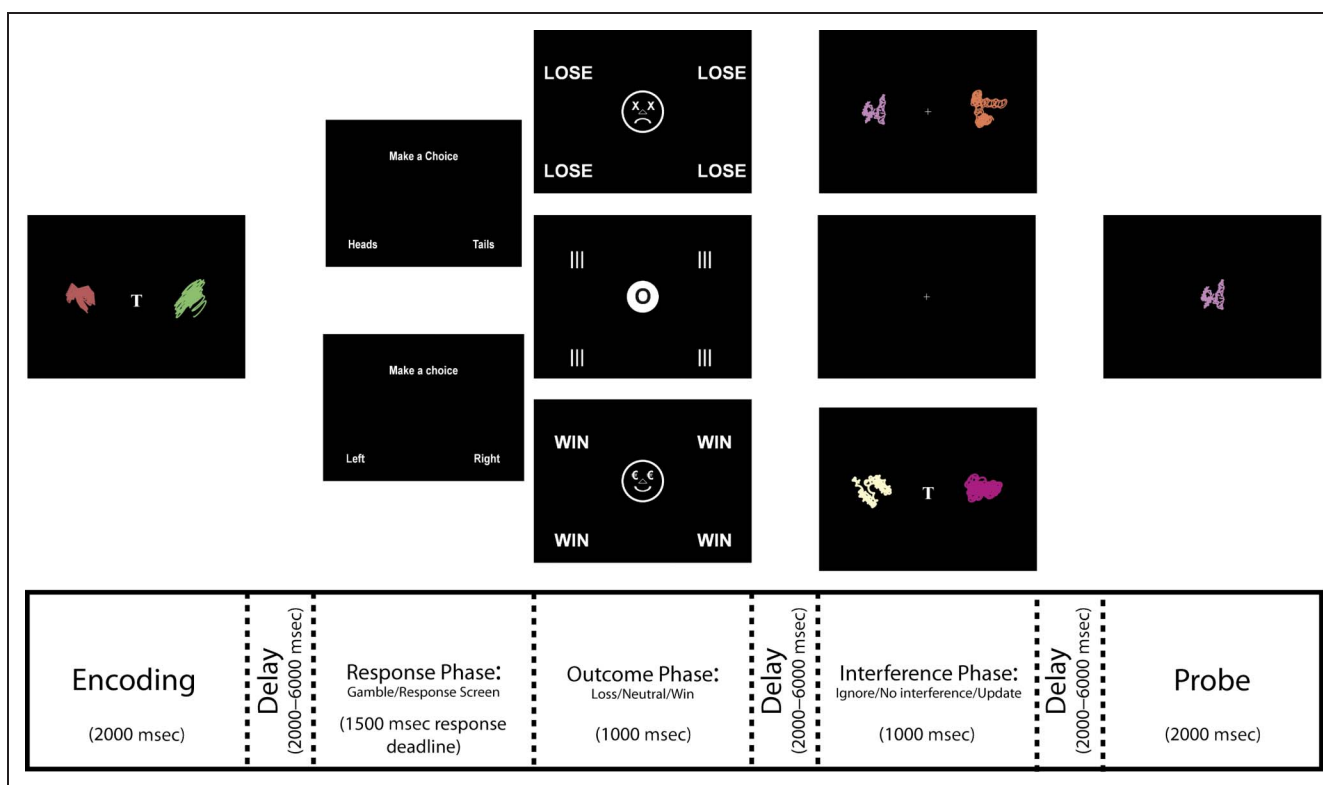 T
Make a Choice
Heads Tails
Make a choice
Left Right
LOSE LOSE
X X
LOSE LOSE
||| |||
O
||| |||
WIN WIN
€ €
WIN WIN
+
+
T
Encoding
(2000 msec)
Delay
(2000–6000 msec)
Response Phase:
Gamble/Response Screen
(1500 msec response
deadline)
Outcome Phase:
Loss/Neutral/Win
(1000 msec)
Delay
(2000–6000 msec)
Interference Phase:
Ignore/No interference/Update
(1000 msec)
Delay
(2000–6000 msec)
Probe
(2000 msec)